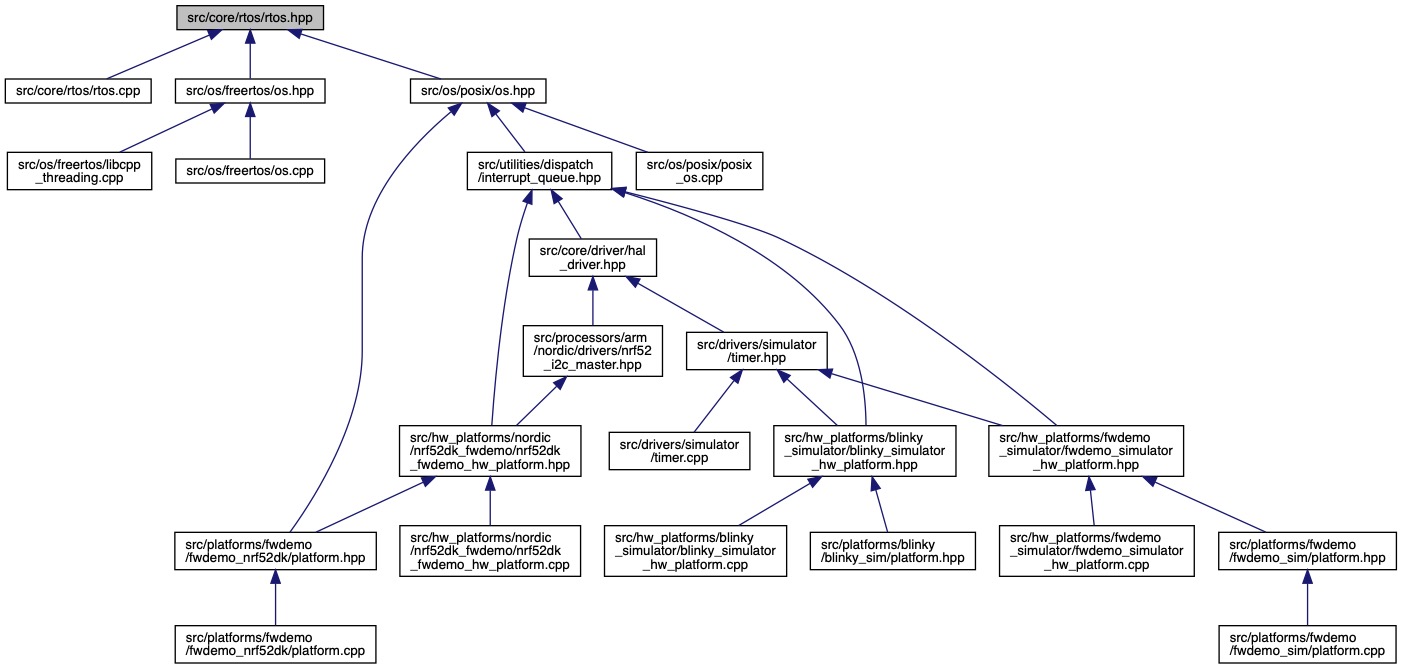 src/core/rtos/rtos.hpp
src/core/rtos/rtos.cpp
src/os/freertos/os.hpp
src/os/posix/os.hpp
src/os/freertos/libcpp
_threading.cpp
src/os/freertos/os.cpp
src/utilities/dispatch
/interrupt_queue.hpp
src/os/posix/posix
_os.cpp
src/core/driver/hal
_driver.hpp
src/processors/arm
/nordic/drivers/nrf52
_i2c_master.hpp
src/drivers/simulator
/timer.hpp
src/hw_platforms/nordic
/nrf52dk_fwdemo/nrf52dk
_fwdemo_hw_platform.hpp
src/drivers/simulator
/timer.cpp
src/hw_platforms/blinky
_simulator/blinky_simulator
_hw_platform.hpp
src/hw_platforms/fwdemo
_simulator/fwdemo_simulator
_hw_platform.hpp
src/platforms/fwdemo
/fwdemo_nrf52dk/platform.hpp
src/hw_platforms/nordic
/nrf52dk_fwdemo/nrf52dk
_fwdemo_hw_platform.cpp
src/hw_platforms/blinky
_simulator/blinky_simulator
_hw_platform.cpp
src/platforms/blinky
/blinky_sim/platform.hpp
src/hw_platforms/fwdemo
_simulator/fwdemo_simulator
_hw_platform.cpp
src/platforms/fwdemo
/fwdemo_sim/platform.hpp
src/platforms/fwdemo
/fwdemo_nrf52dk/platform.cpp
src/platforms/fwdemo
/fwdemo_sim/platform.cpp